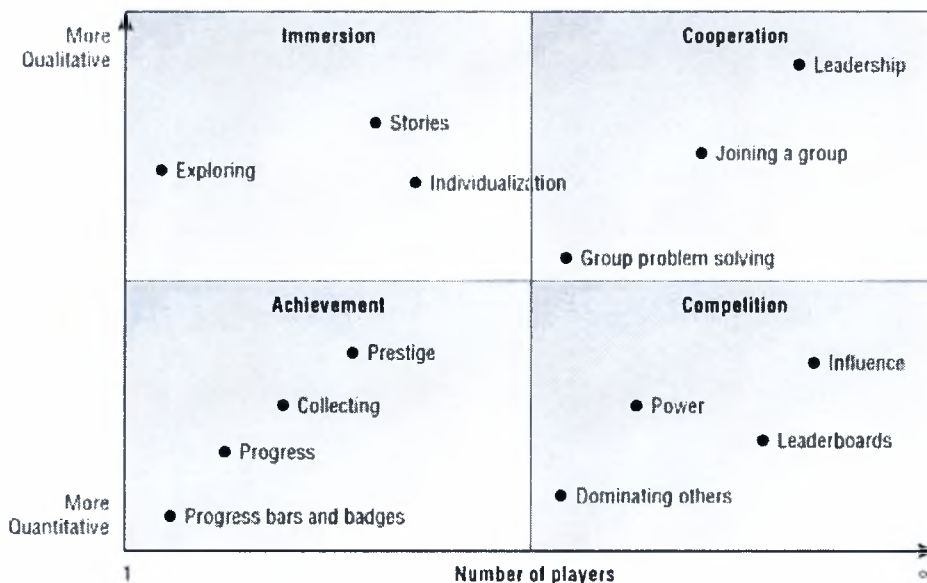 More
Qualitative
Immersion
Cooperation
Leadership
Stories
Joining a group
Exploring
Individualization
Group problem solving
Achievement
Competition
Prestige
Influence
Collecting
Power
Leaderboards
Progress
Dominating others
More
Quantitative
Progress bars and badges
1
Number of players